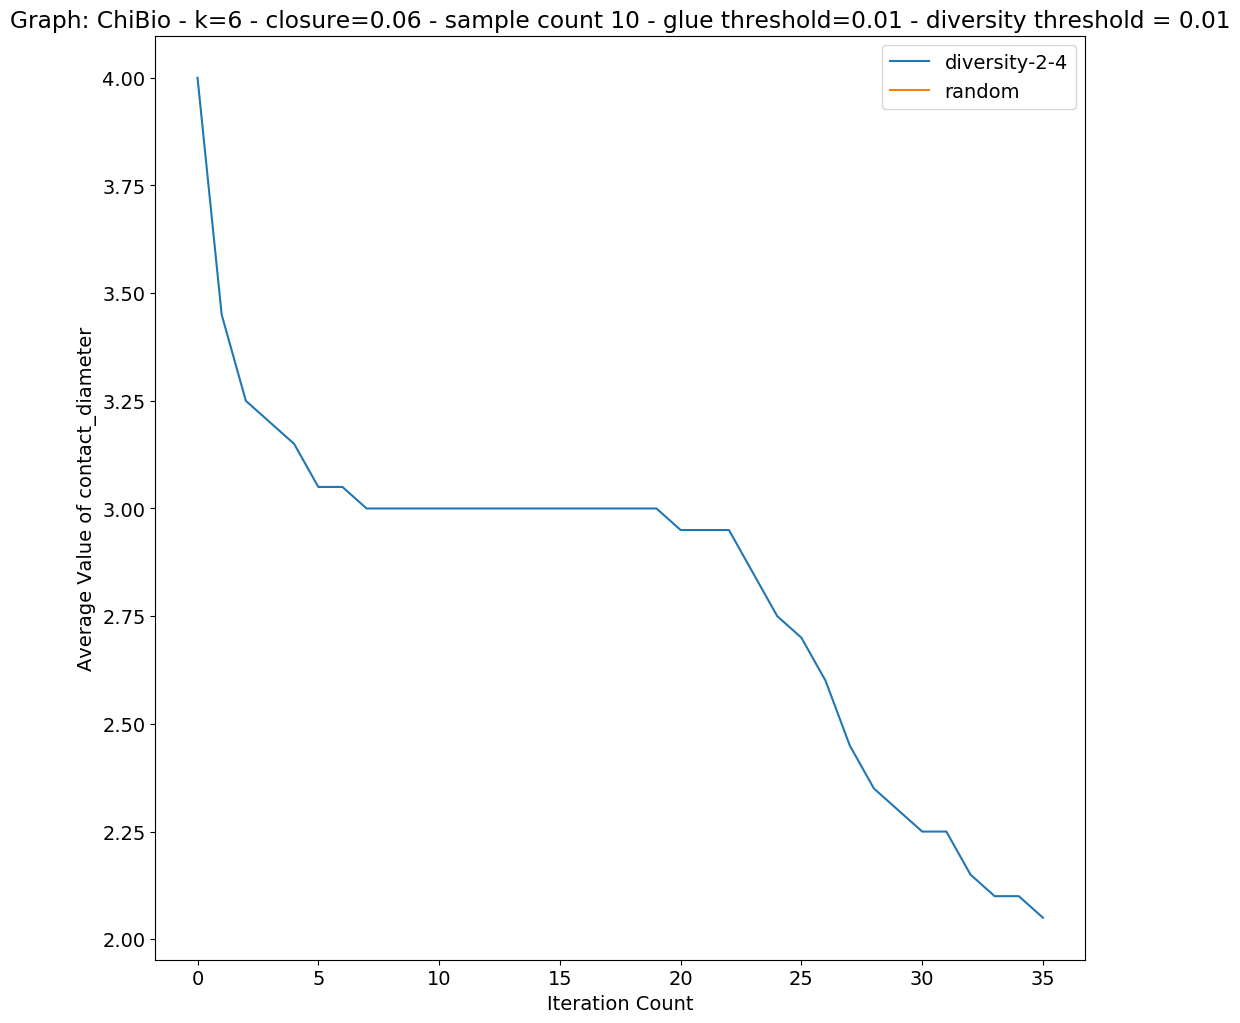 Graph: ChiBio - k=6 - closure=0.06 - sample count 10 - glue threshold=0.01 - diversity threshold = 0.01
diversity-2-4
random
4.00
3.75
3.50
3.25
3.00
2.75
2.50
2.25
2.00
Average Value of contact_diameter
0 5 10 15 20 25 30 35
Iteration Count